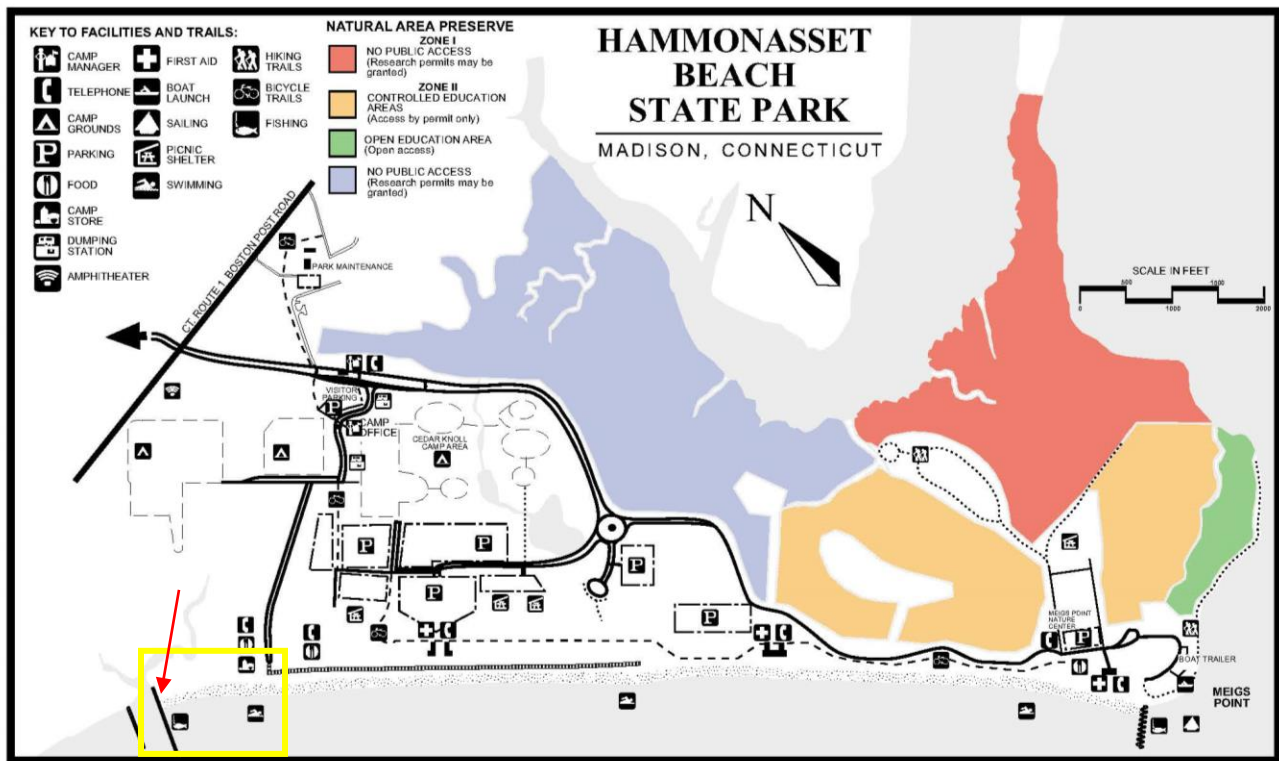 KEY TO FACILITIES AND TRAILS:
CAMP
MANAGER
TELEPHONE
CAMP
GROUNDS
P
PARKING
FOOD
CAMP
STORE
DUMPING
STATION
AMPHITHEATER
FIRST AID
BOAT
LAUNCH
SAILING
PICNIC
SHELTER
SWIMMING
HIKING
TRAILS
BICYCLE
TRAILS
FISHING
NATURAL AREA PRESERVE
ZONE I
NO PUBLIC ACCESS
(Research permits may be
granted)
ZONE II
CONTROLLED EDUCATION
AREAS
(Access by permit only)
OPEN EDUCATION AREA
(Open access)
NO PUBLIC ACCESS
(Research permits may be
granted)
HAMMONASSET
BEACH
STATE PARK
MADISON, CONNECTICUT
N
SCALE IN FEET
500
1500
0
1000
2000
CT. ROUTE 1 BOSTON POST ROAD
PARK MAINTENANCE
VISITOR
PARKING
P
CAMP
OFFICE
CEDAR KNOLL
CAMP AREA
P
P
P
P
P
MEIGS POINT
NATURE
CENTER
P
BOAT TRAILER
MEIGS
POINT